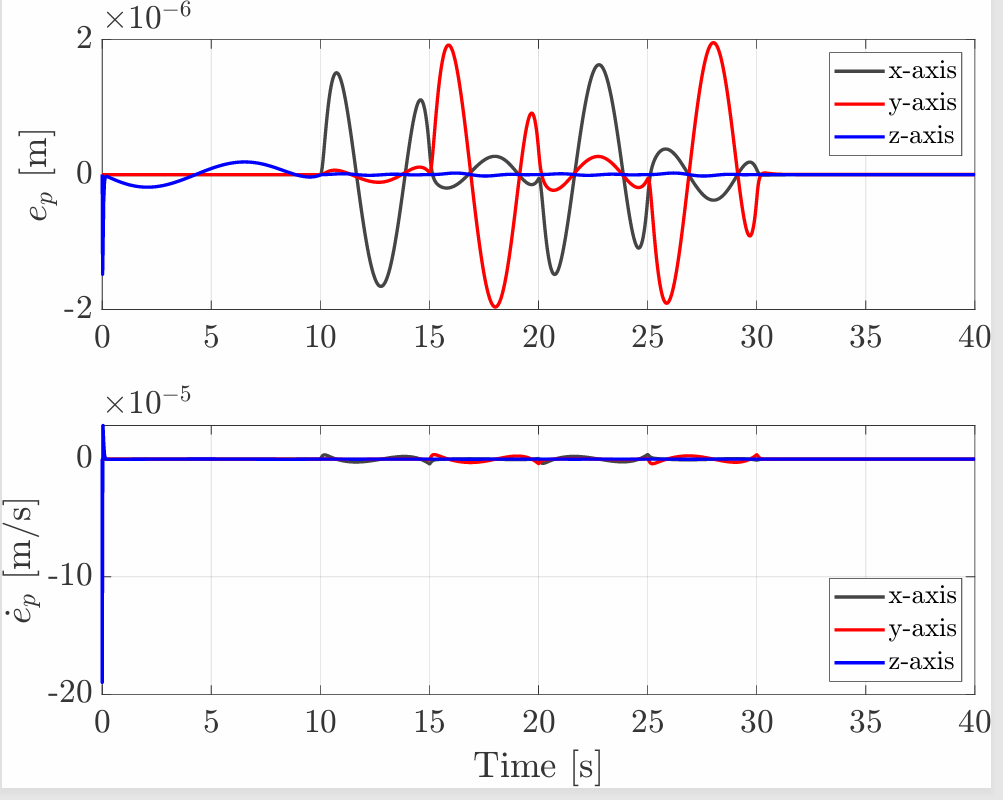 ×10⁻⁶
2
0
-2
e_p [m]
x-axis
y-axis
z-axis
0 5 10 15 20 25 30 35 40
×10⁻⁵
0
-10
-20
ė_p [m/s]
x-axis
y-axis
z-axis
0 5 10 15 20 25 30 35 40
Time [s]